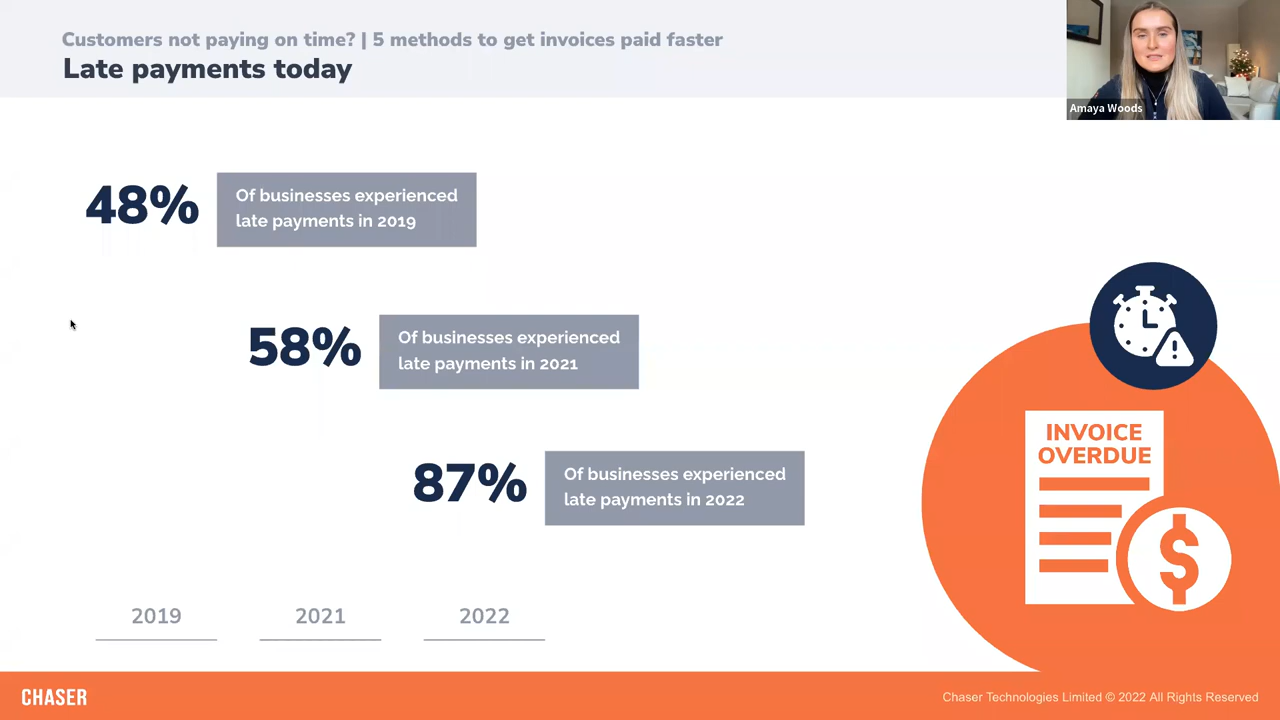 Customers not paying on time? | 5 methods to get invoices paid faster
Late payments today
Amaya Woods
48%
Of businesses experienced
late payments in 2019
58%
Of businesses experienced
late payments in 2021
87%
Of businesses experienced
late payments in 2022
INVOICE
OVERDUE
$
2019
2021
2022
CHASER
Chaser Technologies Limited © 2022 All Rights Reserved